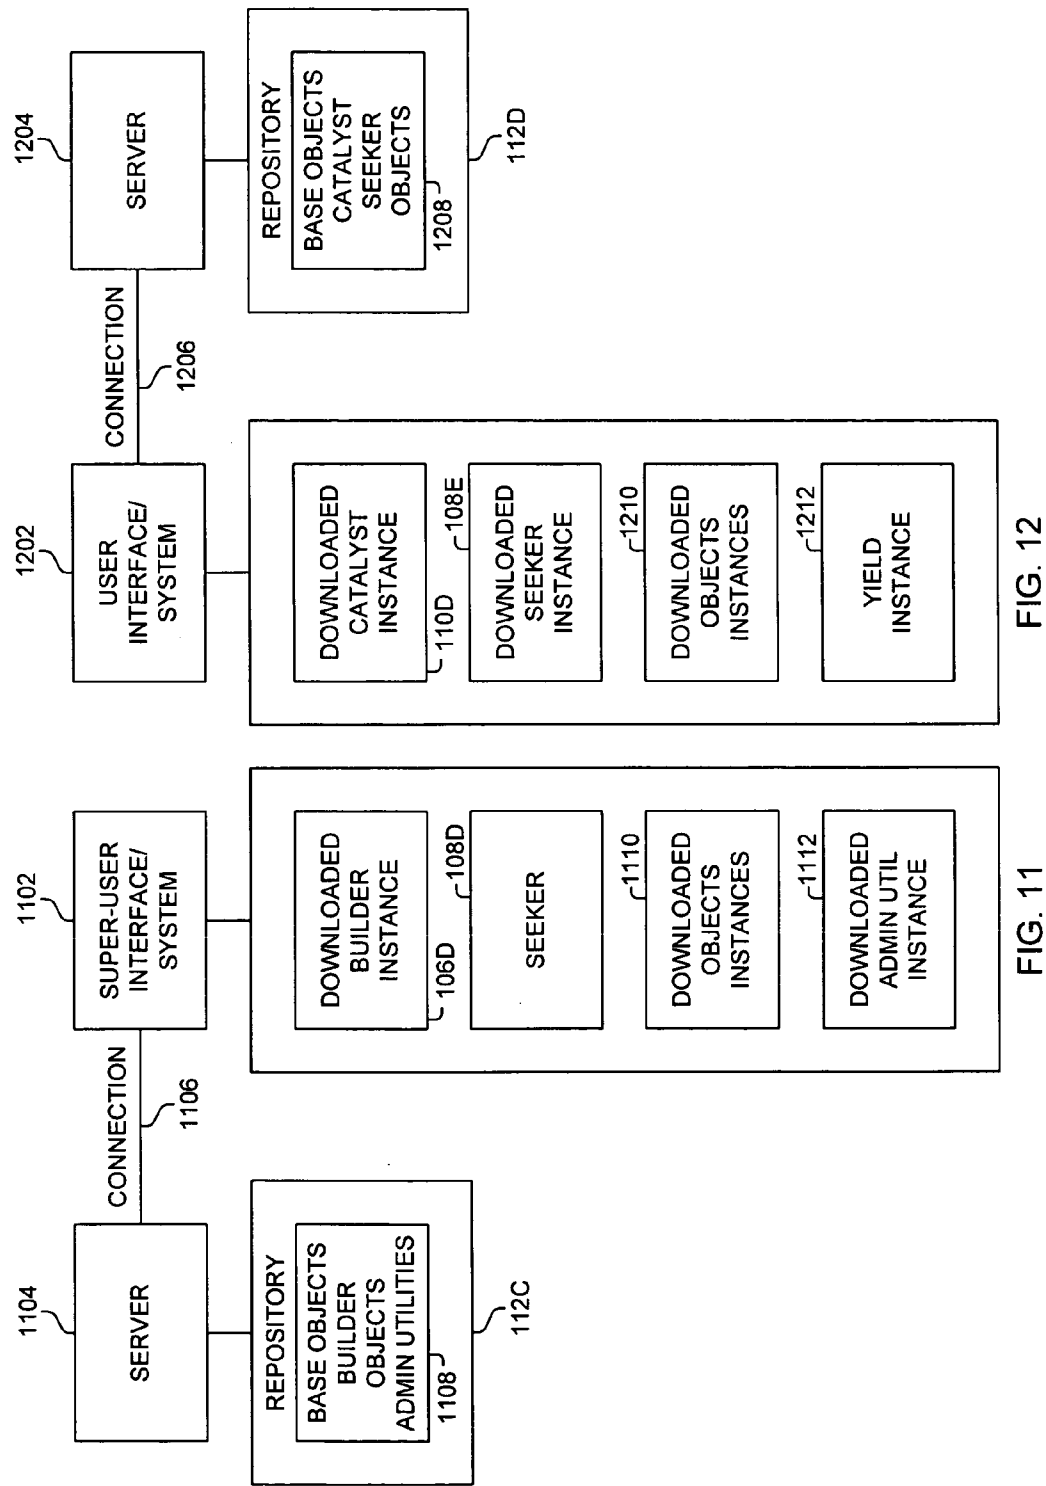 1104
SERVER
CONNECTION
1106
1102
SUPER-USER
INTERFACE/
SYSTEM
REPOSITORY
BASE OBJECTS
BUILDER
OBJECTS
ADMIN UTILITIES
1108
112C
DOWNLOADED
BUILDER
INSTANCE
106D
108D
SEEKER
1110
DOWNLOADED
OBJECTS
INSTANCES
1112
DOWNLOADED
ADMIN UTIL
INSTANCE
FIG. 11
1202
USER
INTERFACE/
SYSTEM
CONNECTION
1206
1204
SERVER
DOWNLOADED
CATALYST
INSTANCE
110D
108E
DOWNLOADED
SEEKER
INSTANCE
1210
DOWNLOADED
OBJECTS
INSTANCES
1212
YIELD
INSTANCE
REPOSITORY
BASE OBJECTS
CATALYST
SEEKER
OBJECTS
1208
112D
FIG. 12